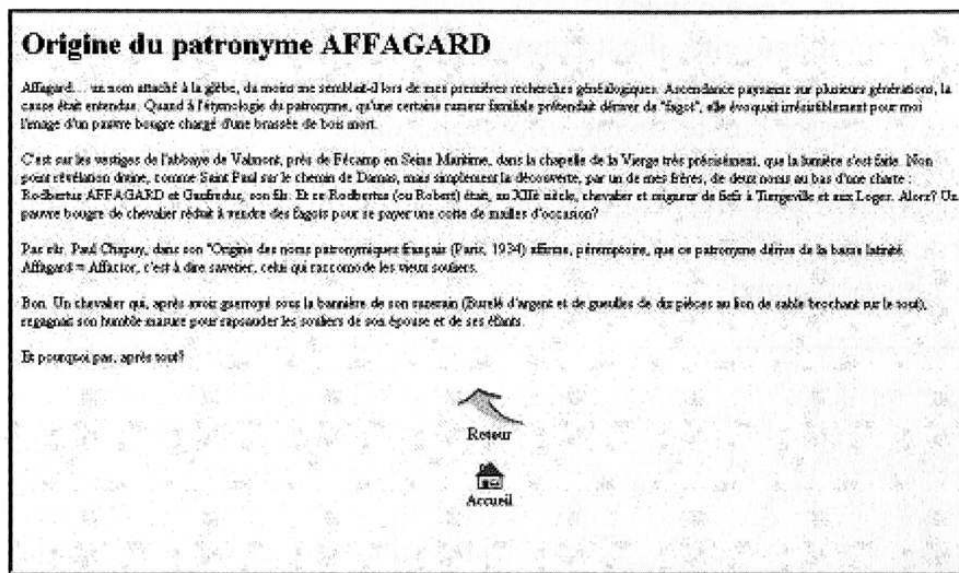 Origine du patronyme AFFAGARD
Affagard... un nom attaché à la glèbe, du moins me semblait-il lors de mes premières recherches généalogiques. Ascendance paysanne sur plusieurs générations, la
cause était entendue. Quand à l'étymologie du patronyme, qu'une certaine rumeur familiale prétendait dériver de "fagot", elle évoquait irrésistiblement pour moi
l'image d'un pauvre bougre chargé d'une brassée de bois mort.
C'est sur les vestiges de l'abbaye de Valmont, près de Fécamp en Seine Maritime, dans la chapelle de la Vierge très précisément, que la lumière s'est faite. Non
point révélation divine, comme Saint Paul sur le chemin de Damas, mais simplement la découverte, par un de mes frères, de deux noms au bas d'une charte :
Rodbertus AFFAGARD et Gunfredus, son fils. Et ce Rodbertus (ou Robert) était, au XIIè siècle, chevalier et seigneur de fiefs à Tiergeville et aux Loges. Alors? Un
pauvre bougre de chevalier réduit à vendre des fagots pour se payer une cotte de mailles d'occasion?
Pas sûr. Paul Chapuy, dans son "Origine des noms patronymiques français (Paris, 1934) affirme, péremptoire, que ce patronyme dérive de la basse latinité.
Affagard = Affactor, c'est à dire savetier, celui qui raccomode les vieux souliers.
Bon. Un chevalier qui, après avoir guerroyé sous la bannière de son suzerain (Burelé d'argent et de gueules de dix pièces au lion de sable brochant sur le tout),
regagnait son humble masure pour rapsauder les souliers de son épouse et de ses éfants.
Et pourquoi pas, après tout?
Retour
Accueil